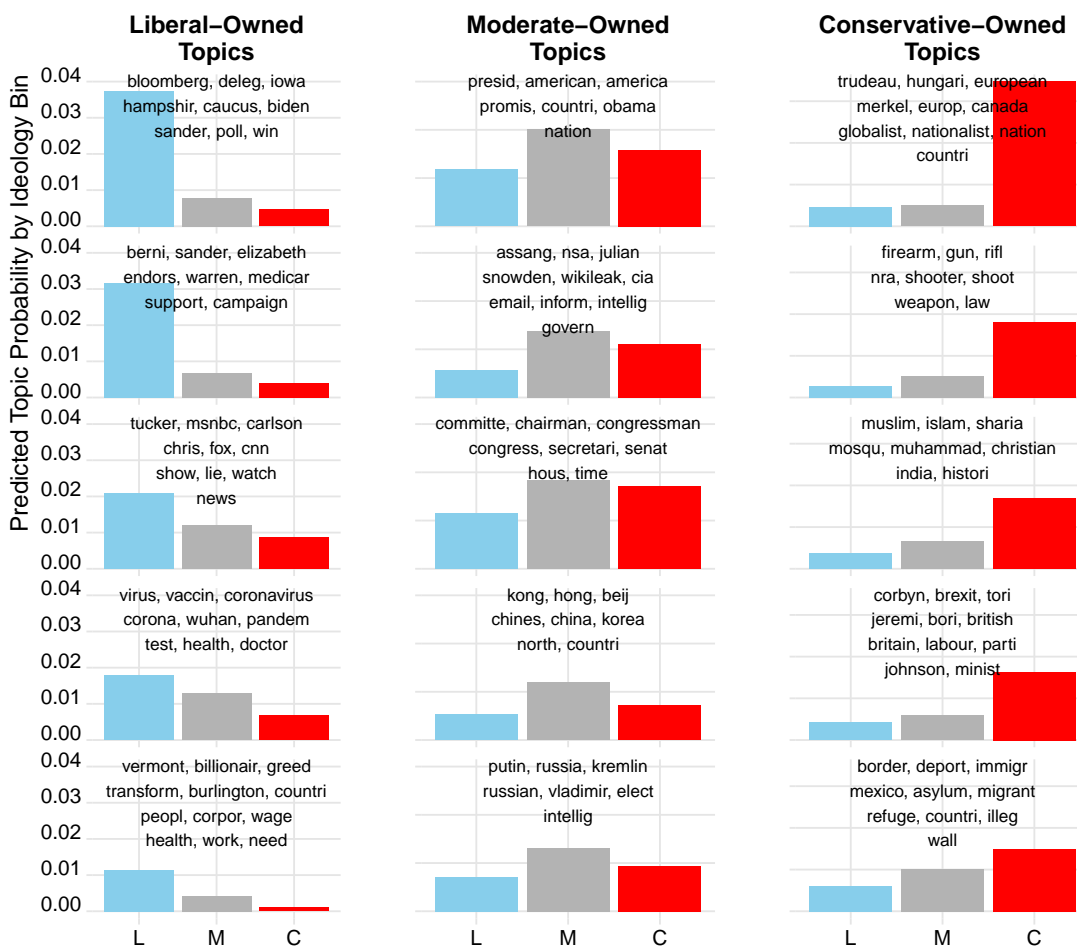 Liberal−Owned
Topics
Moderate−Owned
Topics
Conservative−Owned
Topics
Predicted Topic Probability by Ideology Bin
0.04
0.03
0.02
0.01
0.00
bloomberg, deleg, iowa
hampshir, caucus, biden
sander, poll, win
presid, american, america
promis, countri, obama
nation
trudeau, hungari, european
merkel, europ, canada
globalist, nationalist, nation
countri
0.04
0.03
0.02
0.01
0.00
berni, sander, elizabeth
endors, warren, medicar
support, campaign
assang, nsa, julian
snowden, wikileak, cia
email, inform, intellig
govern
firearm, gun, rifl
nra, shooter, shoot
weapon, law
0.04
0.03
0.02
0.01
0.00
tucker, msnbc, carlson
chris, fox, cnn
show, lie, watch
news
committe, chairman, congressman
congress, secretari, senat
hous, time
muslim, islam, sharia
mosqu, muhammad, christian
india, histori
0.04
0.03
0.02
0.01
0.00
virus, vaccin, coronavirus
corona, wuhan, pandem
test, health, doctor
kong, hong, beij
chines, china, korea
north, countri
corbyn, brexit, tori
jeremi, bori, british
britain, labour, parti
johnson, minist
0.04
0.03
0.02
0.01
0.00
vermont, billionair, greed
transform, burlington, countri
peopl, corpor, wage
health, work, need
putin, russia, kremlin
russian, vladimir, elect
intellig
border, deport, immigr
mexico, asylum, migrant
refuge, countri, illeg
wall
L M C
L M C
L M C